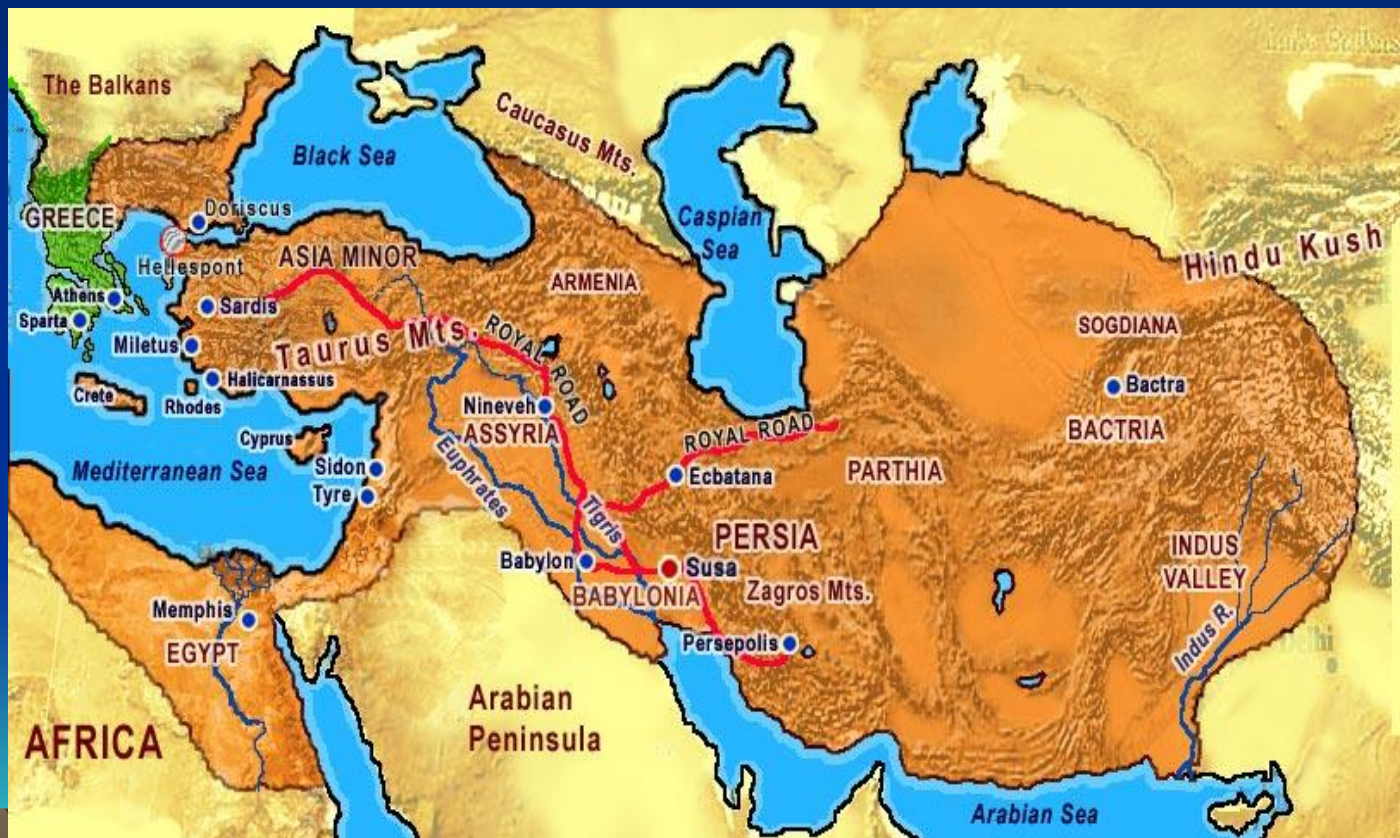 The Balkans
Caucasus Mts.
Black Sea
Doriscus
GREECE
Caspian
Sea
Hindu Kush
ASIA MINOR
Hellespont
ARMENIA
Athens
Sardis
Sparta
SOGDIANA
ROYAL ROAD
Taurus Mts.
Miletus
Halicarnassus
Bactra
Crete
Rhodes
Nineveh
ASSYRIA
BACTRIA
ROYAL ROAD
Cyprus
Mediterranean Sea
Sidon
Tyre
Euphrates
Ecbatana
PARTHIA
Tigris
PERSIA
INDUS
VALLEY
Babylon
Susa
BABYLONIA
Zagros Mts.
Memphis
Indus R.
Persepolis
EGYPT
Arabian
Peninsula
AFRICA
Arabian Sea